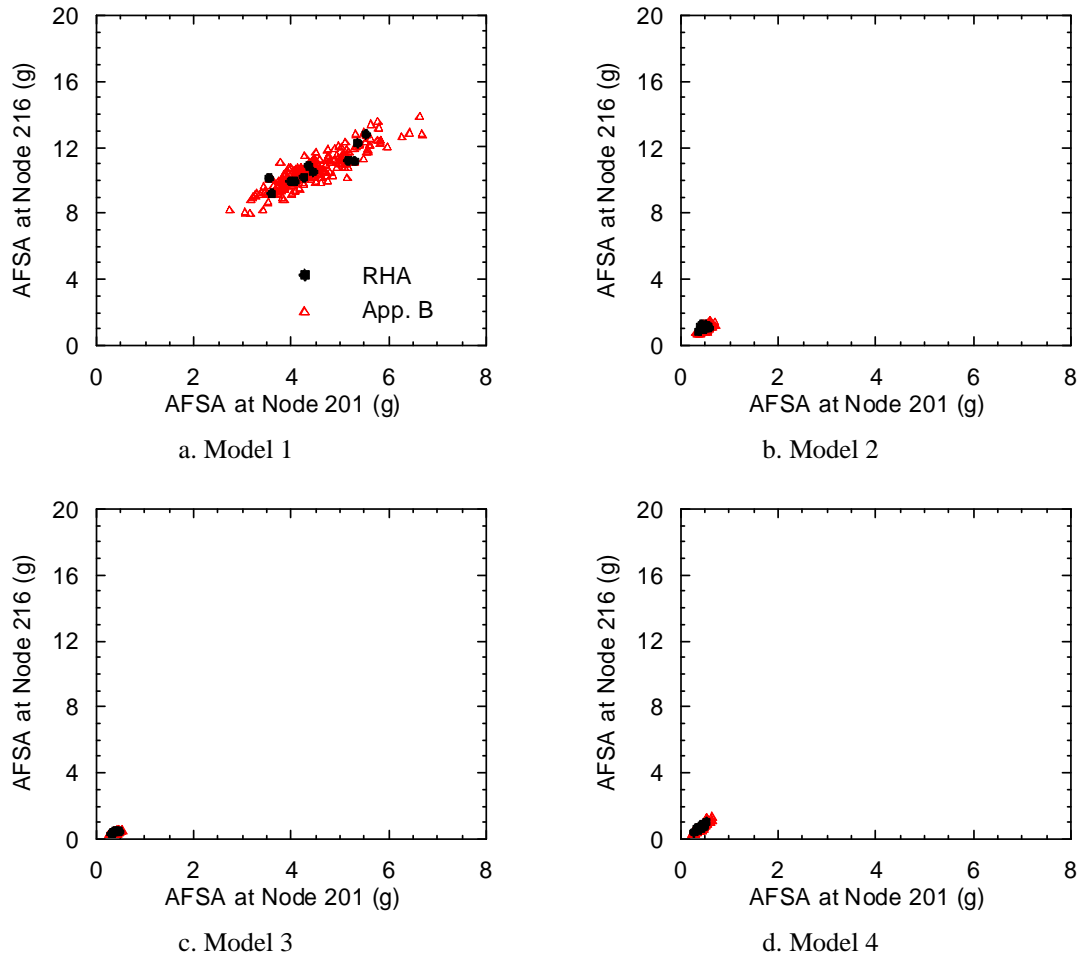 20
16
12
8
4
0
AFSA at Node 216 (g)
RHA
App. B
0 2 4 6 8
AFSA at Node 201 (g)
a. Model 1
20
16
12
8
4
0
AFSA at Node 216 (g)
0 2 4 6 8
AFSA at Node 201 (g)
b. Model 2
20
16
12
8
4
0
AFSA at Node 216 (g)
0 2 4 6 8
AFSA at Node 201 (g)
c. Model 3
20
16
12
8
4
0
AFSA at Node 216 (g)
0 2 4 6 8
AFSA at Node 201 (g)
d. Model 4